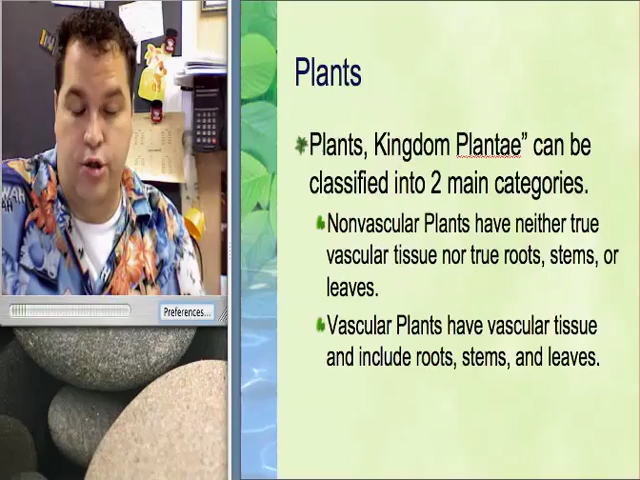 Plants
Plants, Kingdom Plantae” can be
classified into 2 main categories.
Nonvascular Plants have neither true
vascular tissue nor true roots, stems, or
leaves.
Vascular Plants have vascular tissue
and include roots, stems, and leaves.
Preferences...